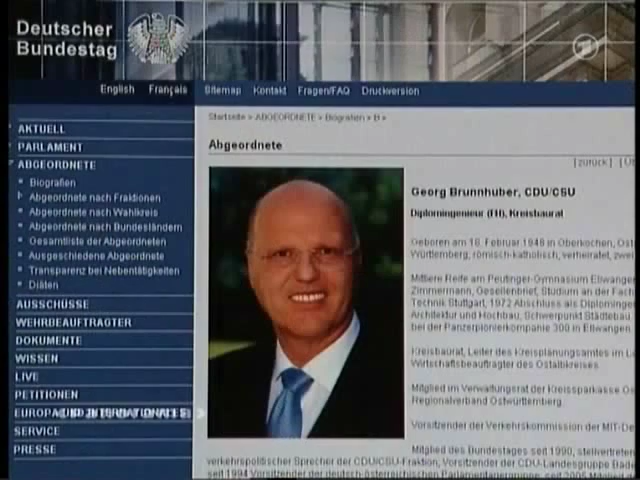 Deutscher
Bundestag
English Français Sitemap Kontakt Fragen/FAQ Druckversion
Startseite > ABGEORDNETE > Biografien > B >
AKTUELL
PARLAMENT
ABGEORDNETE
Abgeordnete
[zurück]
Biografien
Abgeordnete nach Fraktionen
Abgeordnete nach Wahlkreis
Abgeordnete nach Bundesländern
Gesamtliste der Abgeordneten
Ausgeschiedene Abgeordnete
Transparenz bei Nebentätigkeiten
Diäten
AUSSCHÜSSE
WEHRBEAUFTRAGTER
DOKUMENTE
WISSEN
LIVE
PETITIONEN
EUROPA UND INTERNATIONALES
SERVICE
PRESSE
Georg Brunnhuber, CDU/CSU
Diplomingenieur (FH), Kreisbaurat
Geboren am 18. Februar 1948 in Oberkochen,
Württemberg; römisch-katholisch, verheiratet,
Mittlere Reife am Peutinger-Gymnasium
Zimmermann, Gesellenbrief, Studium an der
Technik Stuttgart, 1972 Abschluss als
Architektur und Hochbau, Schwerpunkt Städtebau
bei der Panzerpionierkompanie 300 in Ellwangen
Kreisbaurat, Leiter des Kreisplanungsamtes im
Wirtschaftsbeauftragter des Ostalbkreises.
Mitglied im Verwaltungsrat der Kreissparkasse
Regionalverband Ostwürttemberg.
Vorsitzender der Verkehrskommission der
Mitglied des Bundestages seit 1990,
verkehrspolitischer Sprecher der CDU/CSU-Fraktion, Vorsitzender der CDU-Landesgruppe
seit 1994 Vorsitzender der deutsch-österreichischen Parlamentariergruppe, seit 2005